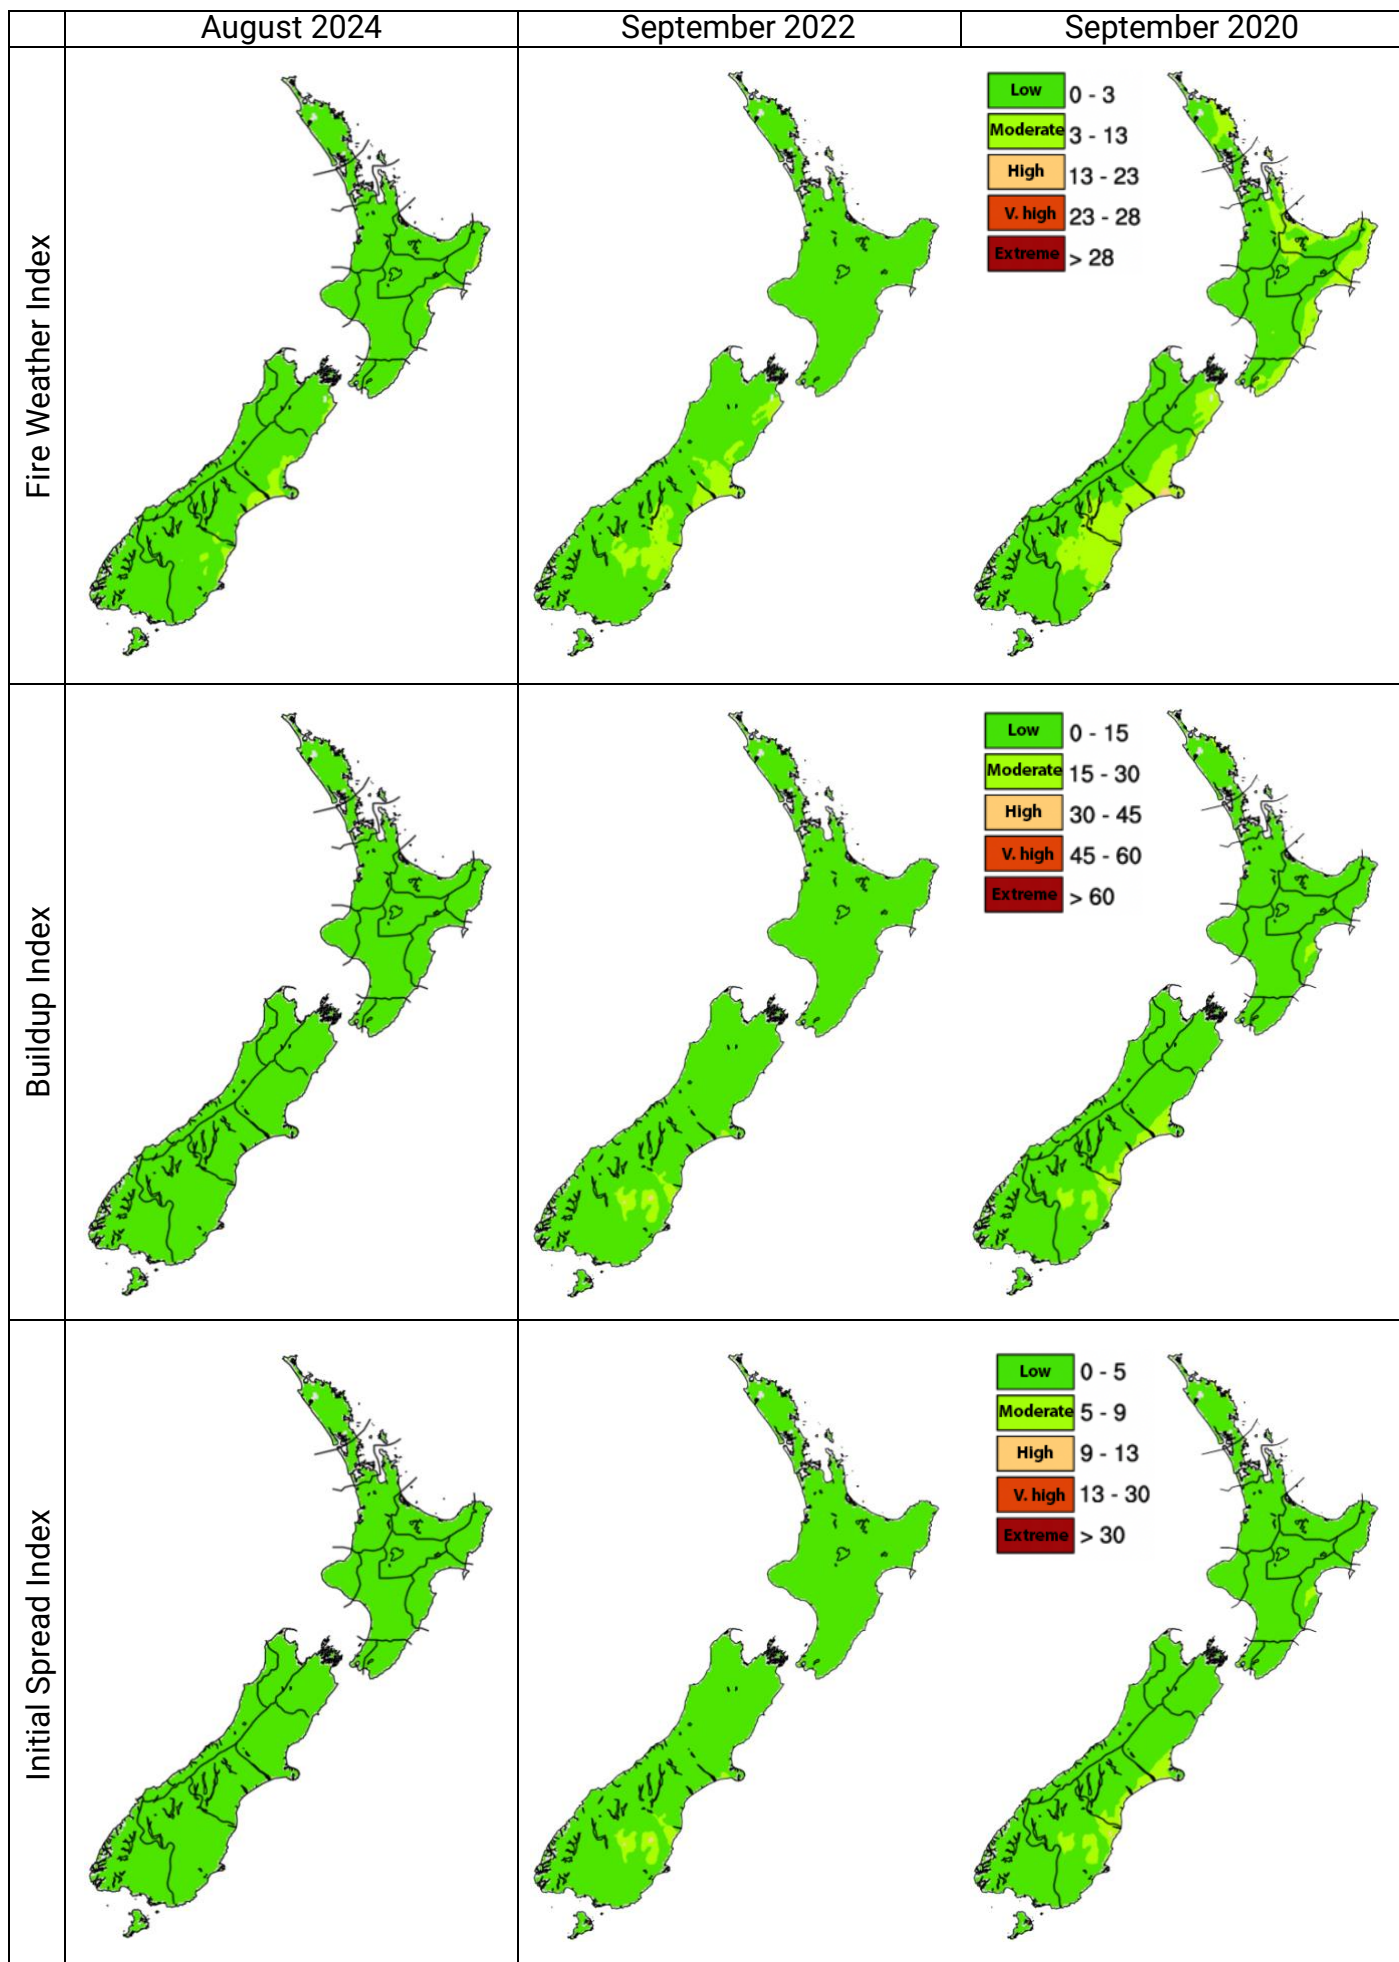 August 2024
September 2022
September 2020
Fire Weather Index
Low 0 - 3
Moderate 3 - 13
High 13 - 23
V. high 23 - 28
Extreme > 28
Buildup Index
Low 0 - 15
Moderate 15 - 30
High 30 - 45
V. high 45 - 60
Extreme > 60
Initial Spread Index
Low 0 - 5
Moderate 5 - 9
High 9 - 13
V. high 13 - 30
Extreme > 30